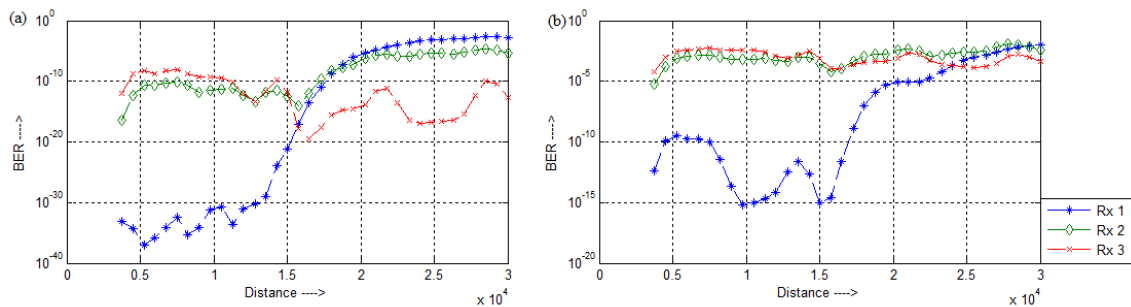 (a)
10^0
10^-10
10^-20
10^-30
10^-40
BER ---->
0
0.5
1
1.5
2
2.5
3
Distance ---->
x 10^4
(b)
10^0
10^-5
10^-10
10^-15
10^-20
BER ---->
0
0.5
1
1.5
2
2.5
3
Distance ---->
x 10^4
Rx 1
Rx 2
Rx 3